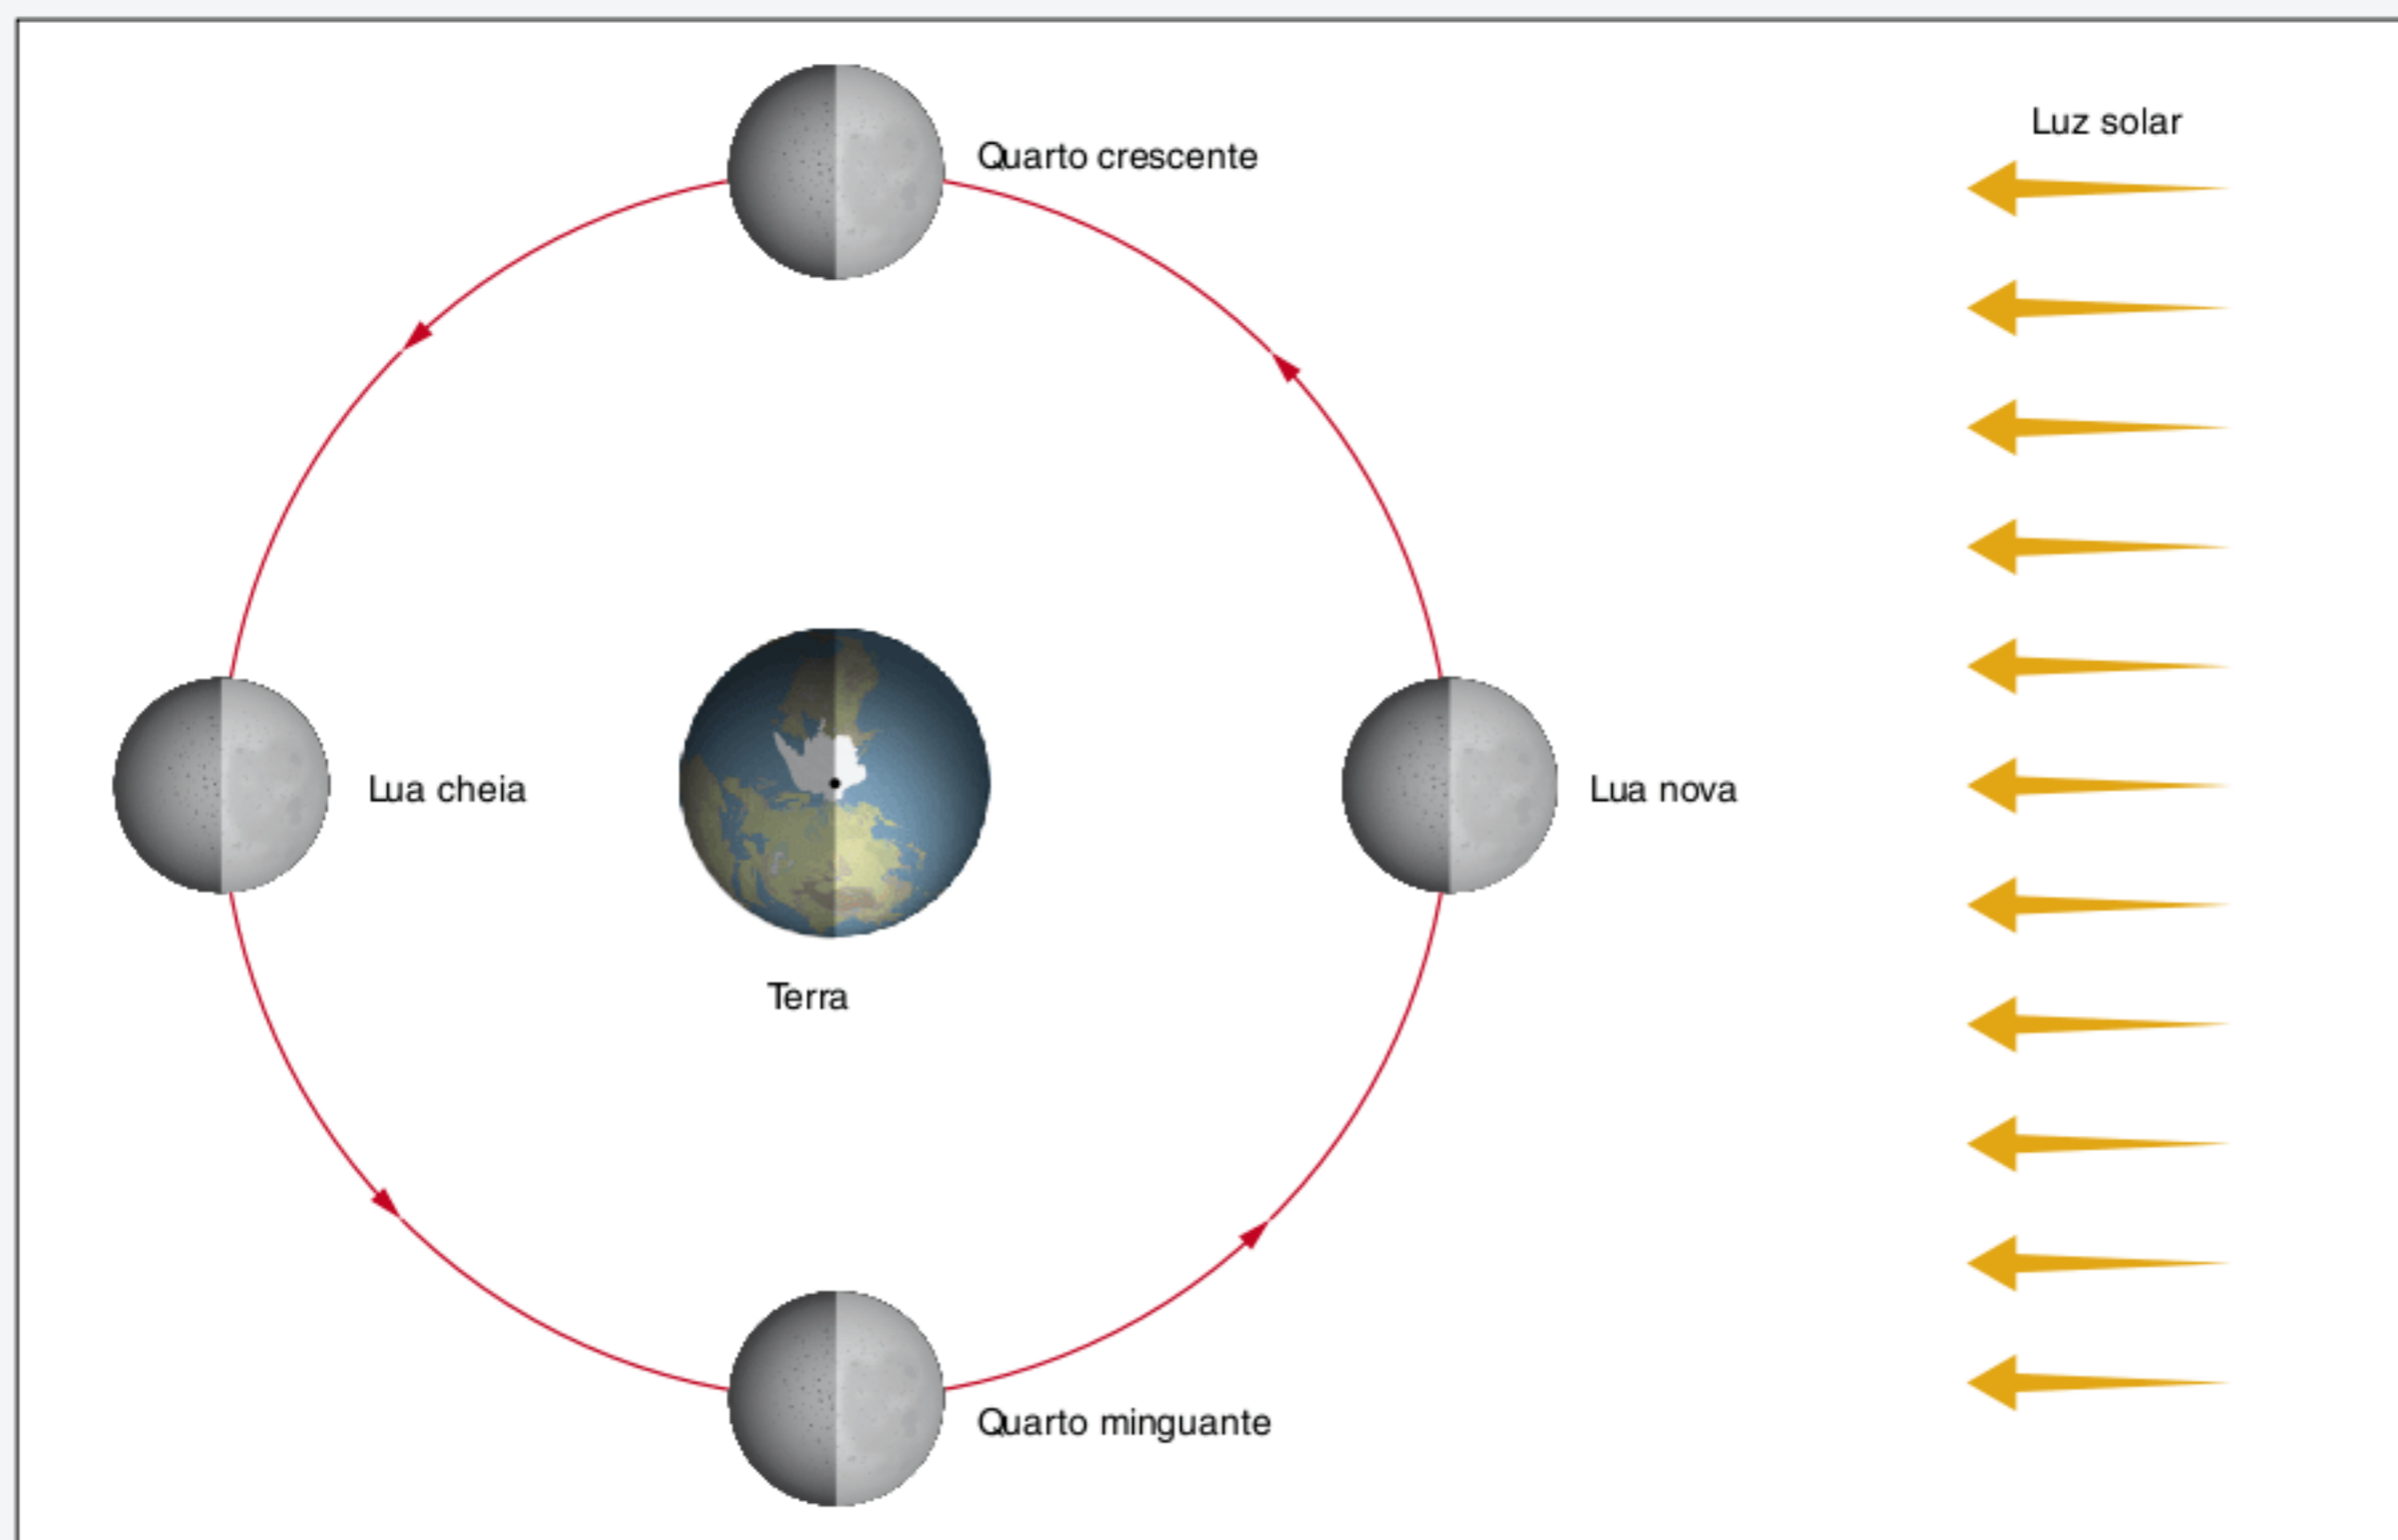 Luz solar
Quarto crescente
Lua cheia
Lua nova
Terra
Quarto minguante